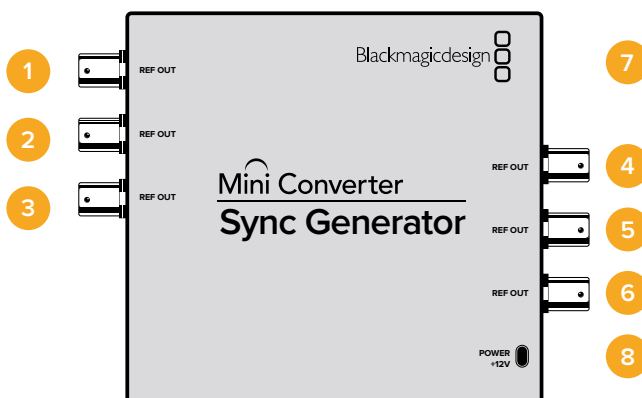 1
REF OUT
Blackmagicdesign
7
2
REF OUT
REF OUT
4
3
REF OUT
Mini Converter
Sync Generator
REF OUT
5
REF OUT
6
POWER
+12V
8